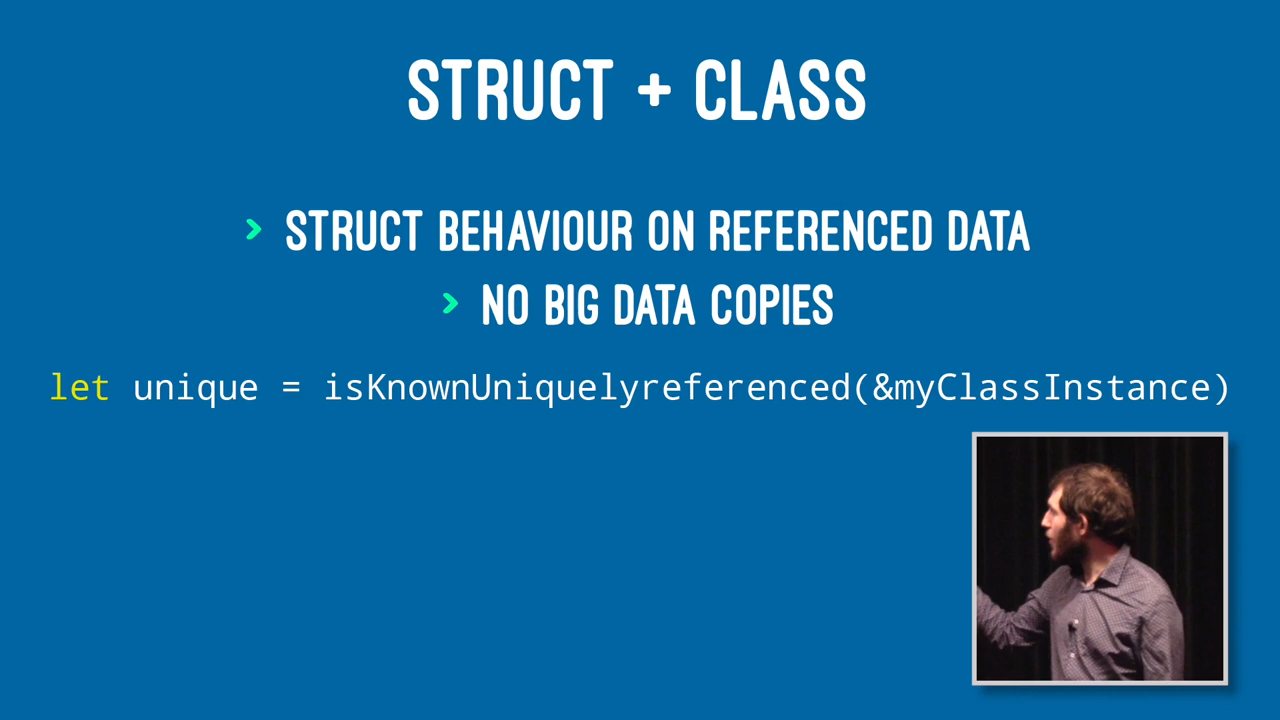 STRUCT + CLASS
› STRUCT BEHAVIOUR ON REFERENCED DATA
› NO BIG DATA COPIES
let unique = isKnownUniquelyreferenced(&myClassInstance)